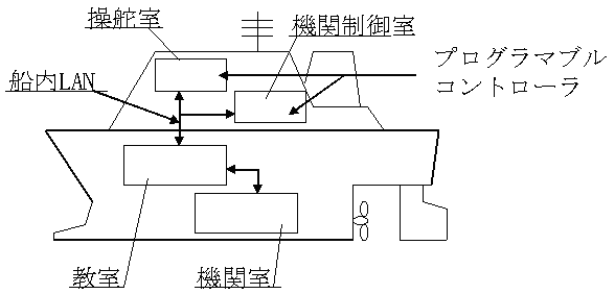 操舵室
機関制御室
プログラマブル
コントローラ
船内LAN
教室
機関室